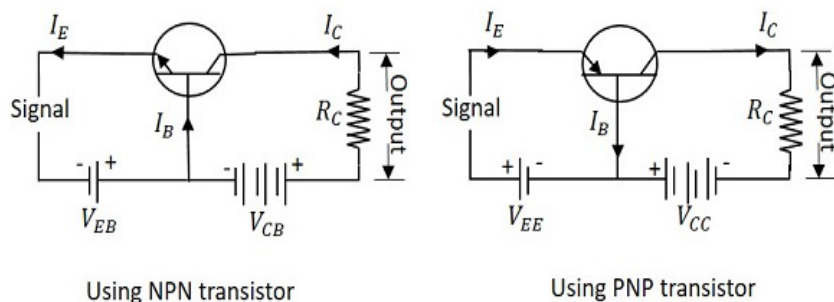 I_E I_C I_E I_C
Signal I_B R_C Output Signal I_B R_C Output
- + - + + - + -
V_EB V_CB V_EE V_CC
Using NPN transistor Using PNP transistor